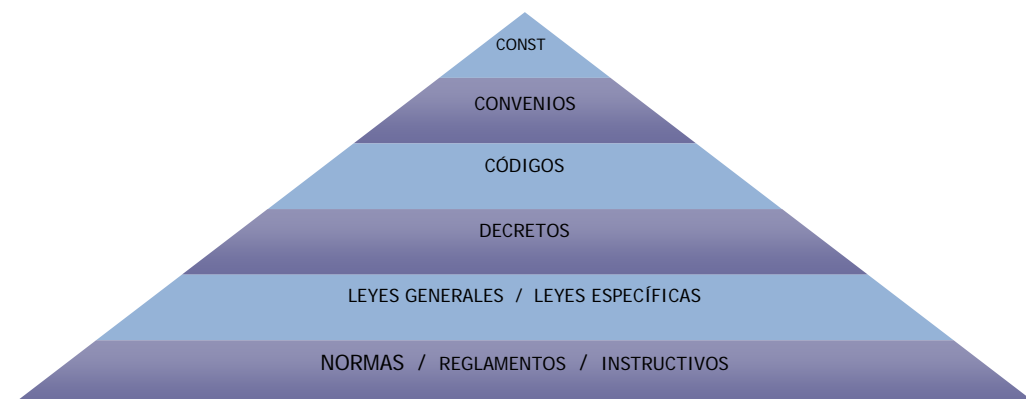 CONST
CONVENIOS
CÓDIGOS
DECRETOS
LEYES GENERALES / LEYES ESPECÍFICAS
NORMAS / REGLAMENTOS / INSTRUCTIVOS